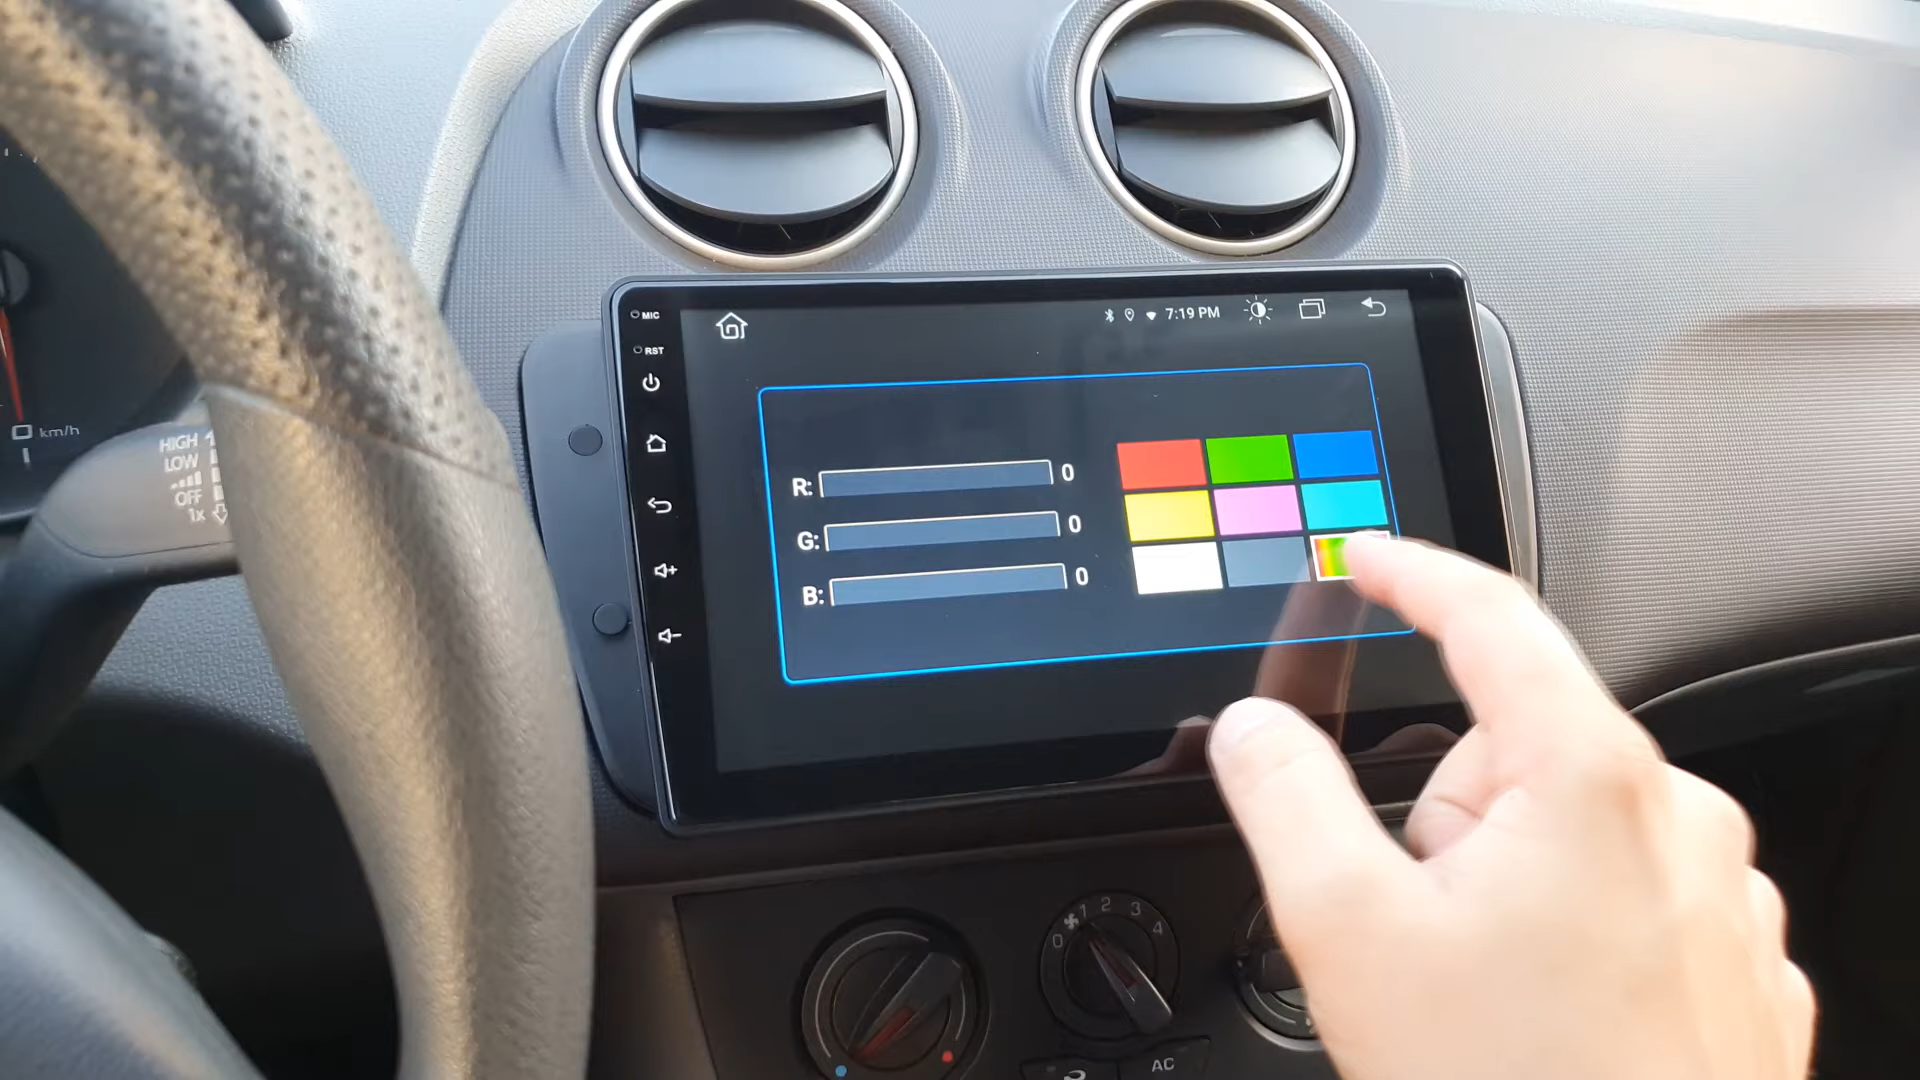 MIC
RST
7:19 PM
R: 0
G: 0
B: 0
0 km/h
HIGH
LOW
OFF
1x
0 1 2 3 4
AC